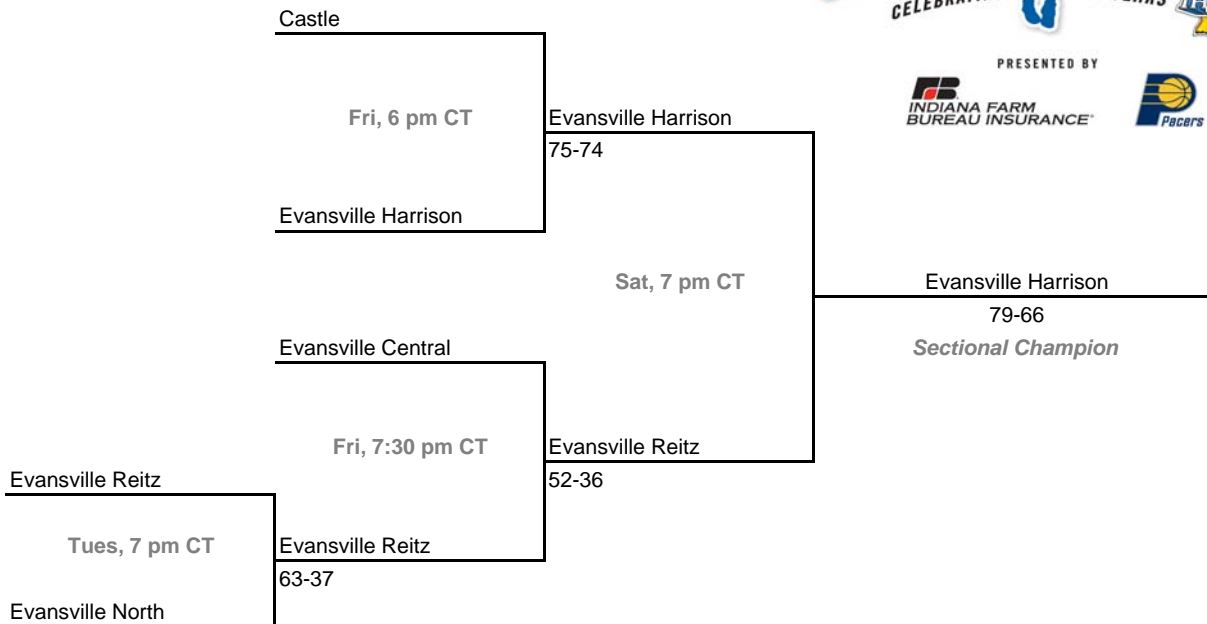 CELEBRATING
PRESENTED BY
INDIANA FARM
BUREAU INSURANCE
Pacers
Castle
Fri, 6 pm CT
Evansville Harrison
75-74
Evansville Harrison
Sat, 7 pm CT
Evansville Harrison
79-66
Sectional Champion
Evansville Central
Fri, 7:30 pm CT
Evansville Reitz
52-36
Evansville Reitz
Tues, 7 pm CT
Evansville Reitz
63-37
Evansville North